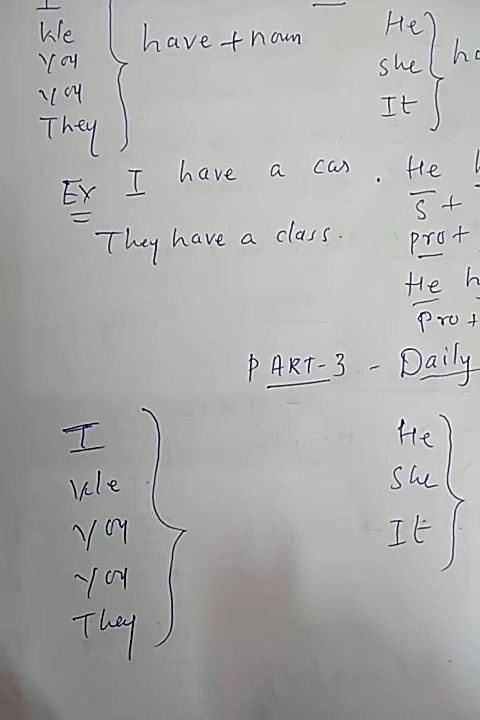 I
We
You } have + noun
You
They
He
She
It
Ex I have a car. He
S +
They have a class. pro +
He h
Pro +
PART-3 - Daily
I
We
You
You
They
He
She
It